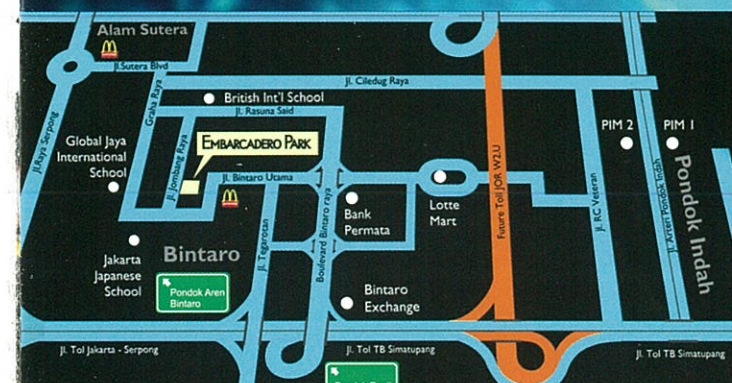 Alam Sutera
Jl.Sutera Blvd
Jl.Raya Serpong
Graha Raya
Jl. Ciledug Raya
British Int'l School
Jl. Rasuna Said
Global Jaya
International
School
Jl. Jombang Raya
EMBARCADERO PARK
Jl. Bintaro Utama
PIM 2
PIM 1
Pondok Indah
Jl. Arteri Pondok Indah
Jl. RC Veteran
Future Toll JOR W2.U
Lotte
Mart
Bank
Permata
Boulevard Bintaro raya
Jl. Tegarotan
Bintaro
Jakarta
Japanese
School
Pondok Aren
Bintaro
Bintaro
Exchange
Jl. Tol Jakarta - Serpong
Jl. Tol TB Simatupang
Jl. Tol TB Simatupang